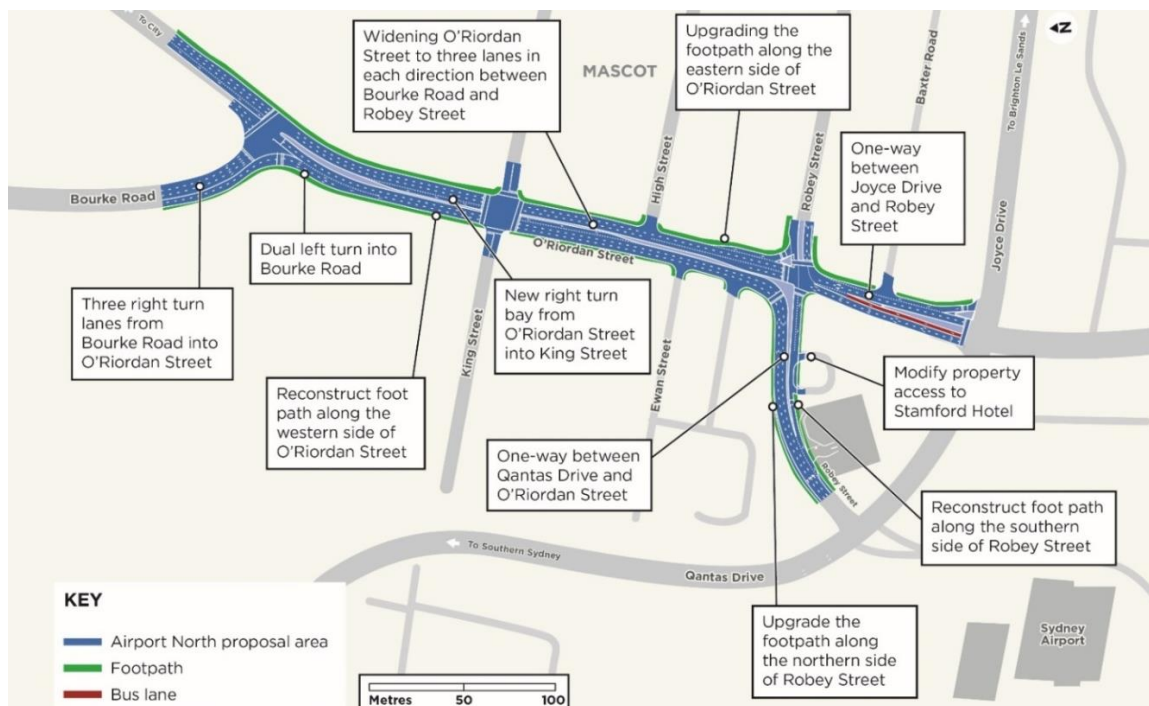 To City
Widening O'Riordan
Street to three lanes in
each direction between
Bourke Road and
Robey Street
MASCOT
Upgrading the
footpath along the
eastern side of
O'Riordan Street
Baxter Road
To Brighton Le Sands
N
High Street
Robey Street
One-way
between
Joyce Drive
and Robey
Street
Joyce Drive
Bourke Road
Dual left turn into
Bourke Road
O'Riordan Street
Three right turn
lanes from
Bourke Road into
O'Riordan Street
New right turn
bay from
O'Riordan Street
into King Street
King Street
Ewan Street
Modify property
access to
Stamford Hotel
Reconstruct foot
path along the
western side of
O'Riordan Street
One-way between
Qantas Drive and
O'Riordan Street
Robey Street
Reconstruct foot path
along the southern
side of Robey Street
To Southern Sydney
Qantas Drive
Upgrade the
footpath along
the northern side
of Robey Street
Sydney
Airport
KEY
Airport North proposal area
Footpath
Bus lane
Metres 50 100